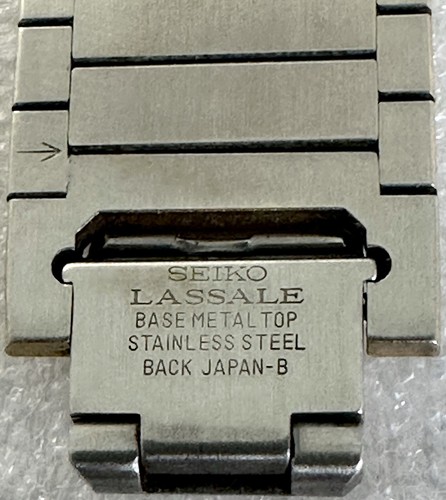 SEIKO
LASSALE
BASE METAL TOP
STAINLESS STEEL
BACK JAPAN-B